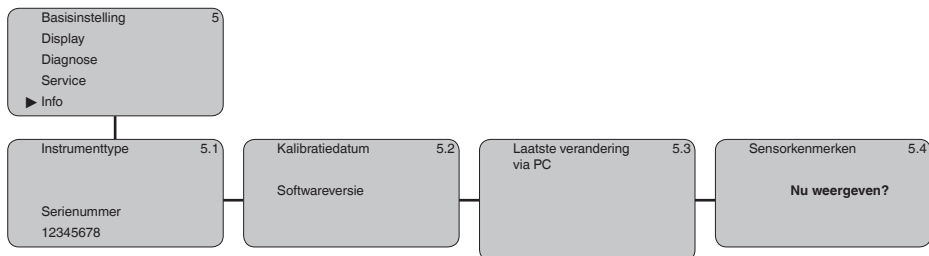 Basisinstelling 5
Display
Diagnose
Service
▶ Info
Instrumenttype 5.1
Serienummer
12345678
Kalibratiedatum 5.2
Softwareversie
Laatste verandering 5.3
via PC
Sensorkenmerken 5.4
Nu weergeven?